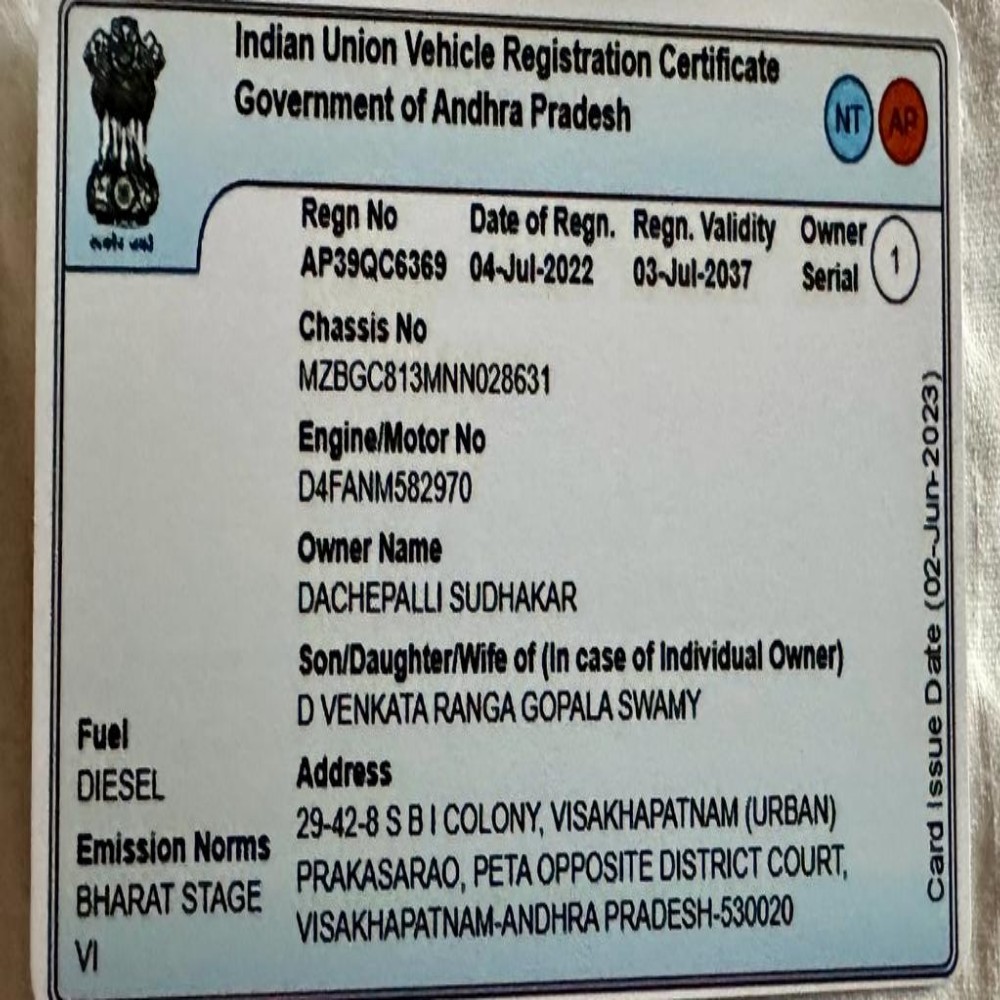 Indian Union Vehicle Registration Certificate
Government of Andhra Pradesh
NT AP
Regn No Date of Regn. Regn. Validity Owner Serial 1
AP39QC6369 04-Jul-2022 03-Jul-2037
Chassis No
MZBGC813MNN028631
Engine/Motor No
D4FANM582970
Owner Name
DACHEPALLI SUDHAKAR
Son/Daughter/Wife of (In case of Individual Owner)
D VENKATA RANGA GOPALA SWAMY
Fuel
DIESEL
Emission Norms
BHARAT STAGE
VI
Address
29-42-8 S B I COLONY, VISAKHAPATNAM (URBAN)
PRAKASARAO, PETA OPPOSITE DISTRICT COURT,
VISAKHAPATNAM-ANDHRA PRADESH-530020
Card Issue Date (02-Jun-2023)